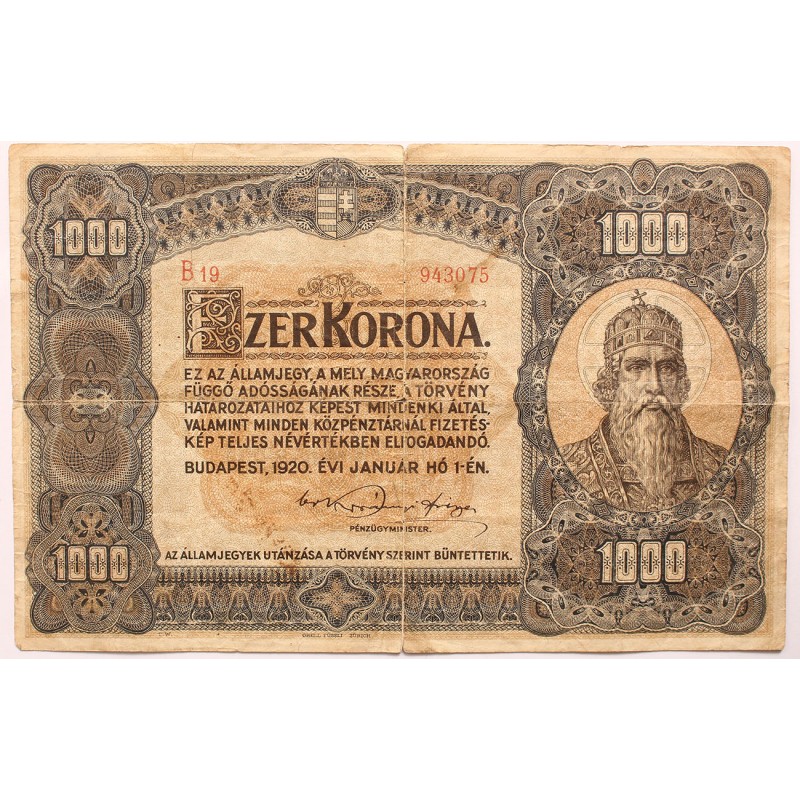 1000
1000
B 19 943075
EZER KORONA.
EZ AZ ÁLLAMJEGY, A MELY MAGYARORSZÁG
FÜGGŐ ADÓSSÁGÁNAK RÉSZE, A TÖRVÉNY
HATÁROZATAIHOZ KÉPEST MINDENKI ÁLTAL,
VALAMINT MINDEN KÖZPÉNZTÁRNÁL FIZETÉS-
KÉP TELJES NÉVÉRTÉKBEN ELFOGADANDÓ.
BUDAPEST, 1920. ÉVI JANUÁR HÓ 1-ÉN.
PÉNZÜGYMINISTER.
AZ ÁLLAMJEGYEK UTÁNZÁSA A TÖRVÉNY SZERINT BÜNTETTETIK.
1000
1000
ORELL FÜSSLI ZÜRICH